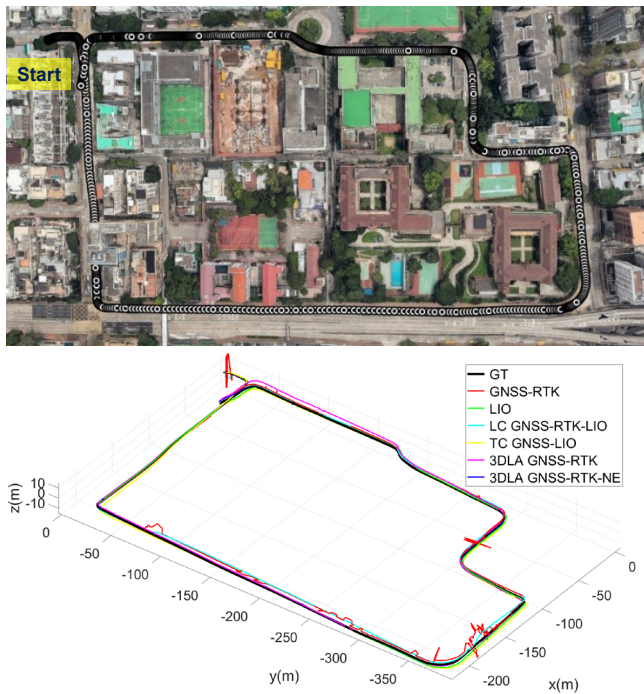 Start
GT
GNSS-RTK
LIO
LC GNSS-RTK-LIO
TC GNSS-LIO
3DLA GNSS-RTK
3DLA GNSS-RTK-NE
10
0
-10
z(m)
0
-50
-100
-150
-200
-250
-300
-350
y(m)
0
-50
-100
-150
-200
x(m)